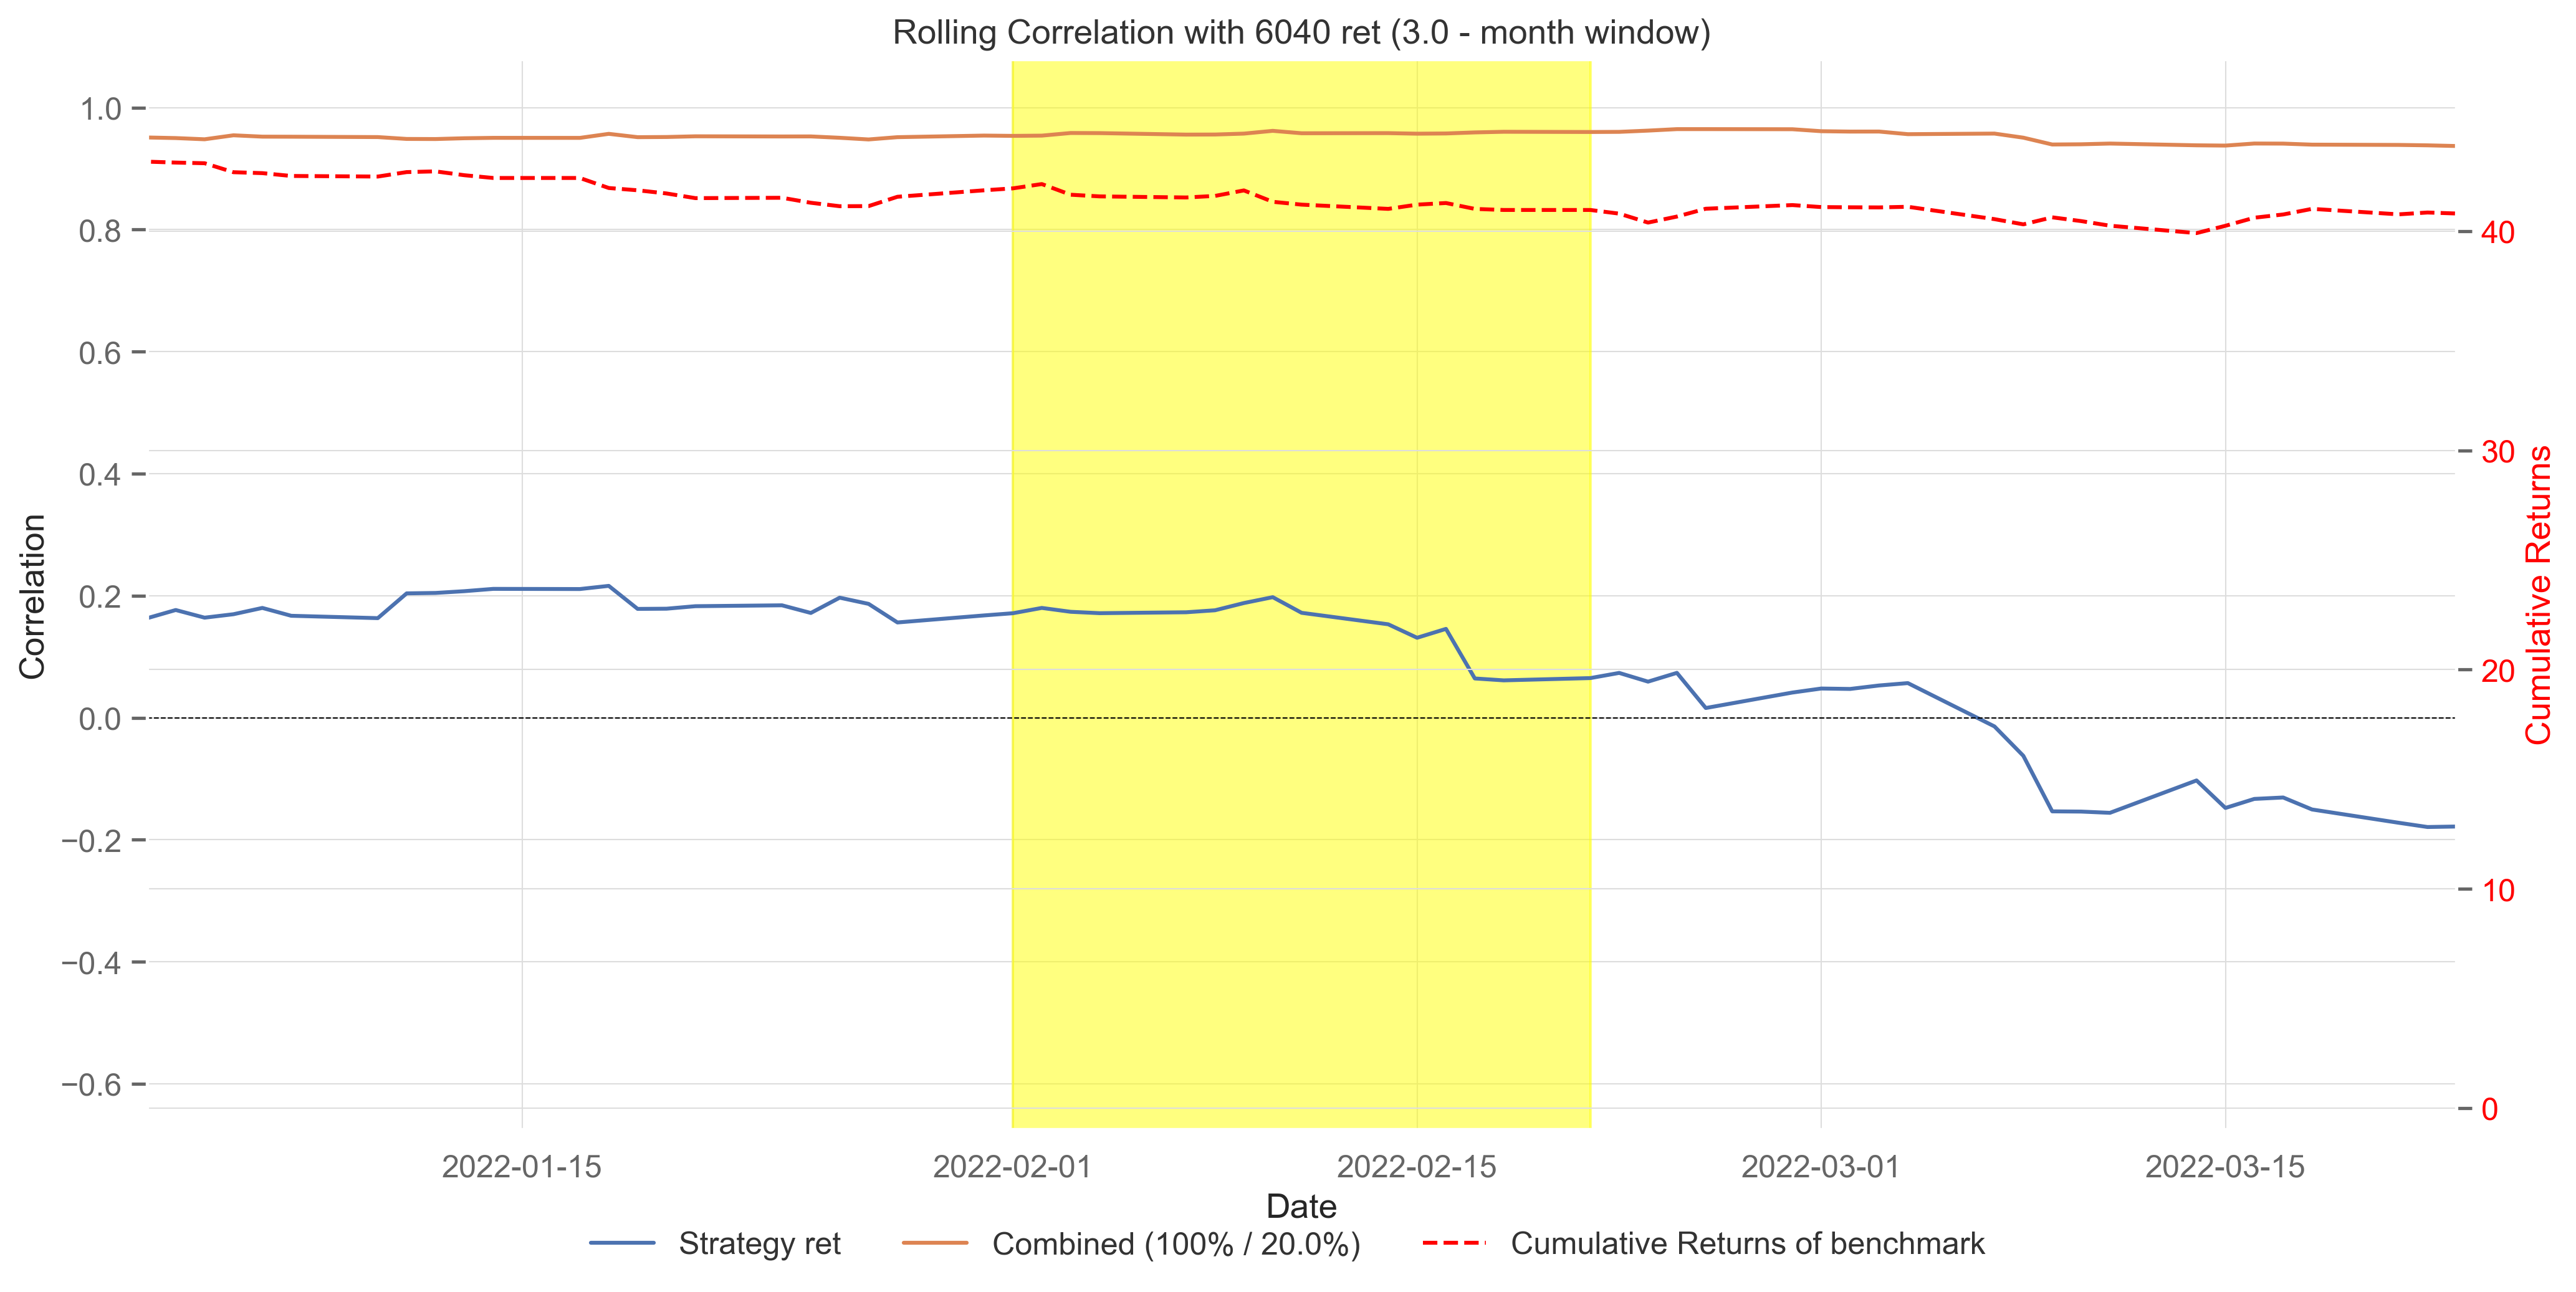 Rolling Correlation with 6040 ret (3.0 - month window)
1.0
0.8
0.6
0.4
0.2
0.0
−0.2
−0.4
−0.6
Correlation
40
30
20
10
0
Cumulative Returns
2022-01-15
2022-02-01
2022-02-15
2022-03-01
2022-03-15
Date
Strategy ret
Combined (100% / 20.0%)
Cumulative Returns of benchmark